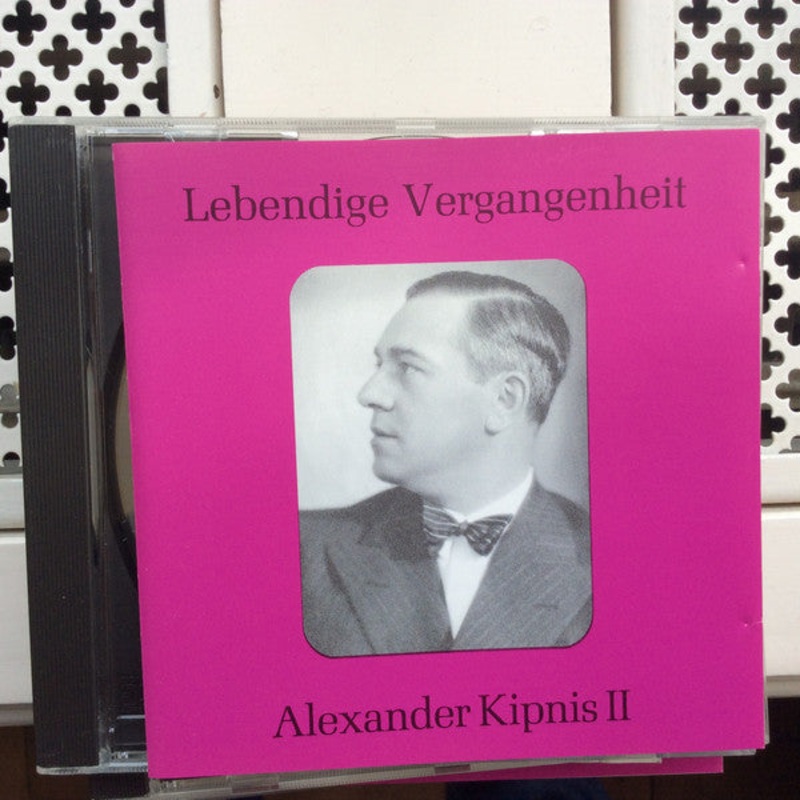 Lebendige Vergangenheit
Alexander Kipnis II